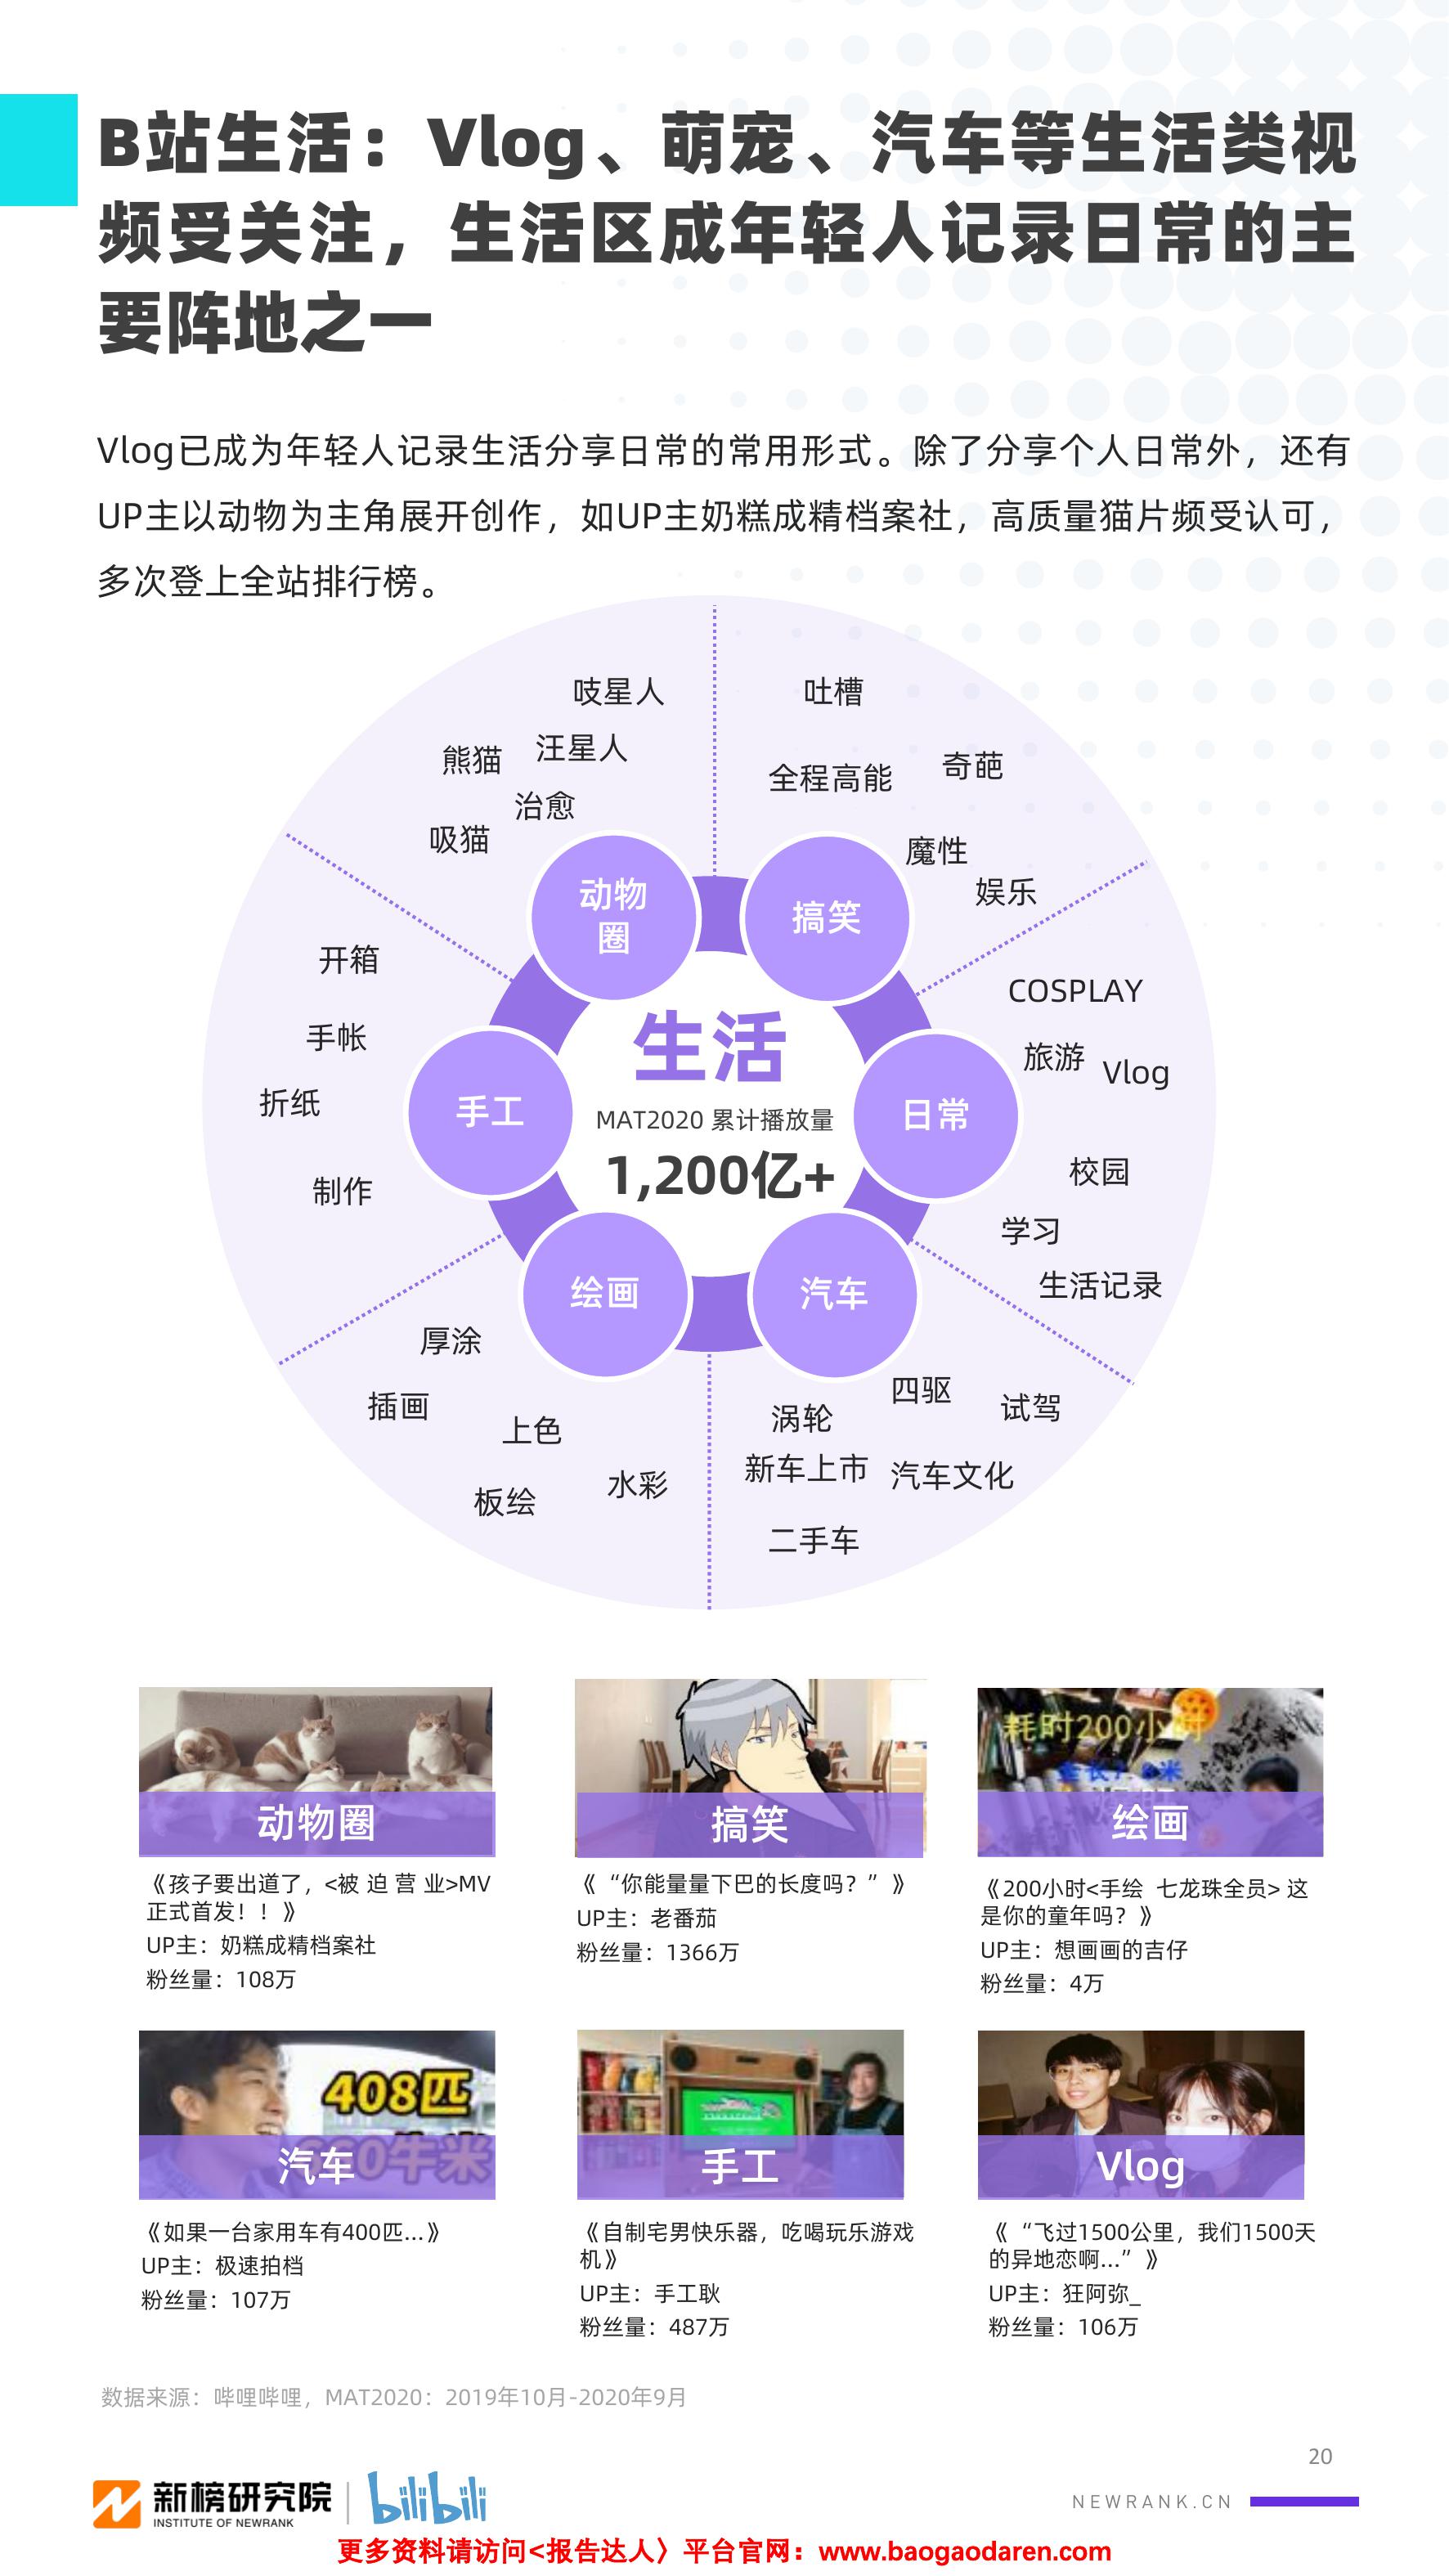 B站生活：Vlog、萌宠、汽车等生活类视
频受关注，生活区成年轻人记录日常的主
要阵地之一
Vlog已成为年轻人记录生活分享日常的常用形式。除了分享个人日常外，还有
UP主以动物为主角展开创作，如UP主奶糕成精档案社，高质量猫片频受认可，
多次登上全站排行榜。
吱星人
汪星人
熊猫
治愈
吸猫
动物
圈
吐槽
奇葩
全程高能
魔性
娱乐
搞笑
COSPLAY
旅游
Vlog
校园
学习
生活记录
日常
开箱
手帐
折纸
制作
手工
生活
MAT2020 累计播放量
1,200亿+
绘画
厚涂
插画
上色
水彩
板绘
汽车
四驱
试驾
涡轮
新车上市
汽车文化
二手车
动物圈
《孩子要出道了，<被 迫 营 业>MV
正式首发！！》
UP主：奶糕成精档案社
粉丝量：108万
搞笑
《 “你能量量下巴的长度吗？” 》
UP主：老番茄
粉丝量：1366万
耗时200小时
绘画
《200小时<手绘 七龙珠全员> 这
是你的童年吗？》
UP主：想画画的吉仔
粉丝量：4万
408匹
汽车
0牛米
《如果一台家用车有400匹...》
UP主：极速拍档
粉丝量：107万
手工
《自制宅男快乐器，吃喝玩乐游戏
机》
UP主：手工耿
粉丝量：487万
Vlog
《 “飞过1500公里，我们1500天
的异地恋啊...” 》
UP主：狂阿弥_
粉丝量：106万
数据来源：哔哩哔哩，MAT2020：2019年10月-2020年9月
20
新榜研究院
INSTITUTE OF NEWRANK
bilibili
NEWRANK.CN
更多资料请访问<报告达人〉平台官网：www.baogaodaren.com